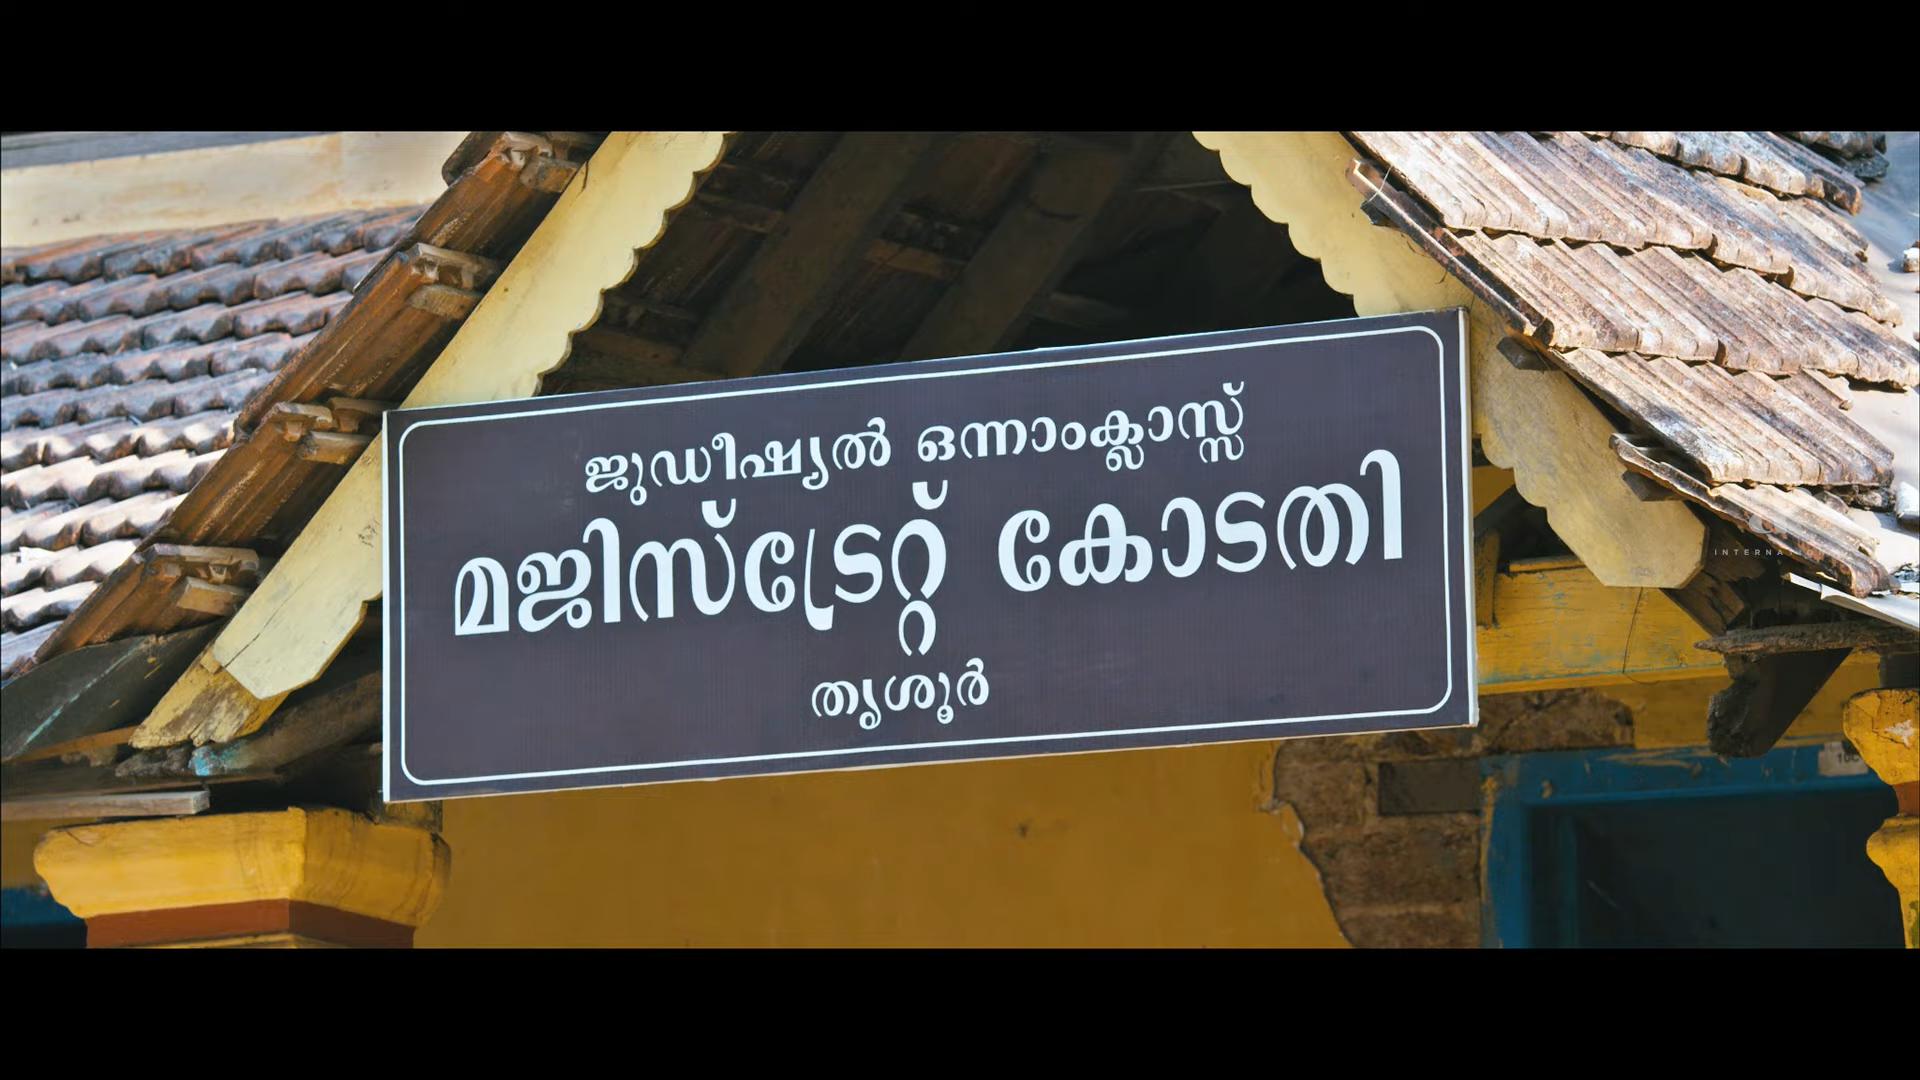 ജുഡീഷ്യൽ ഒന്നാംക്ലാസ്സ്
മജിസ്ട്രേറ്റ് കോടതി
തൃശൂർ